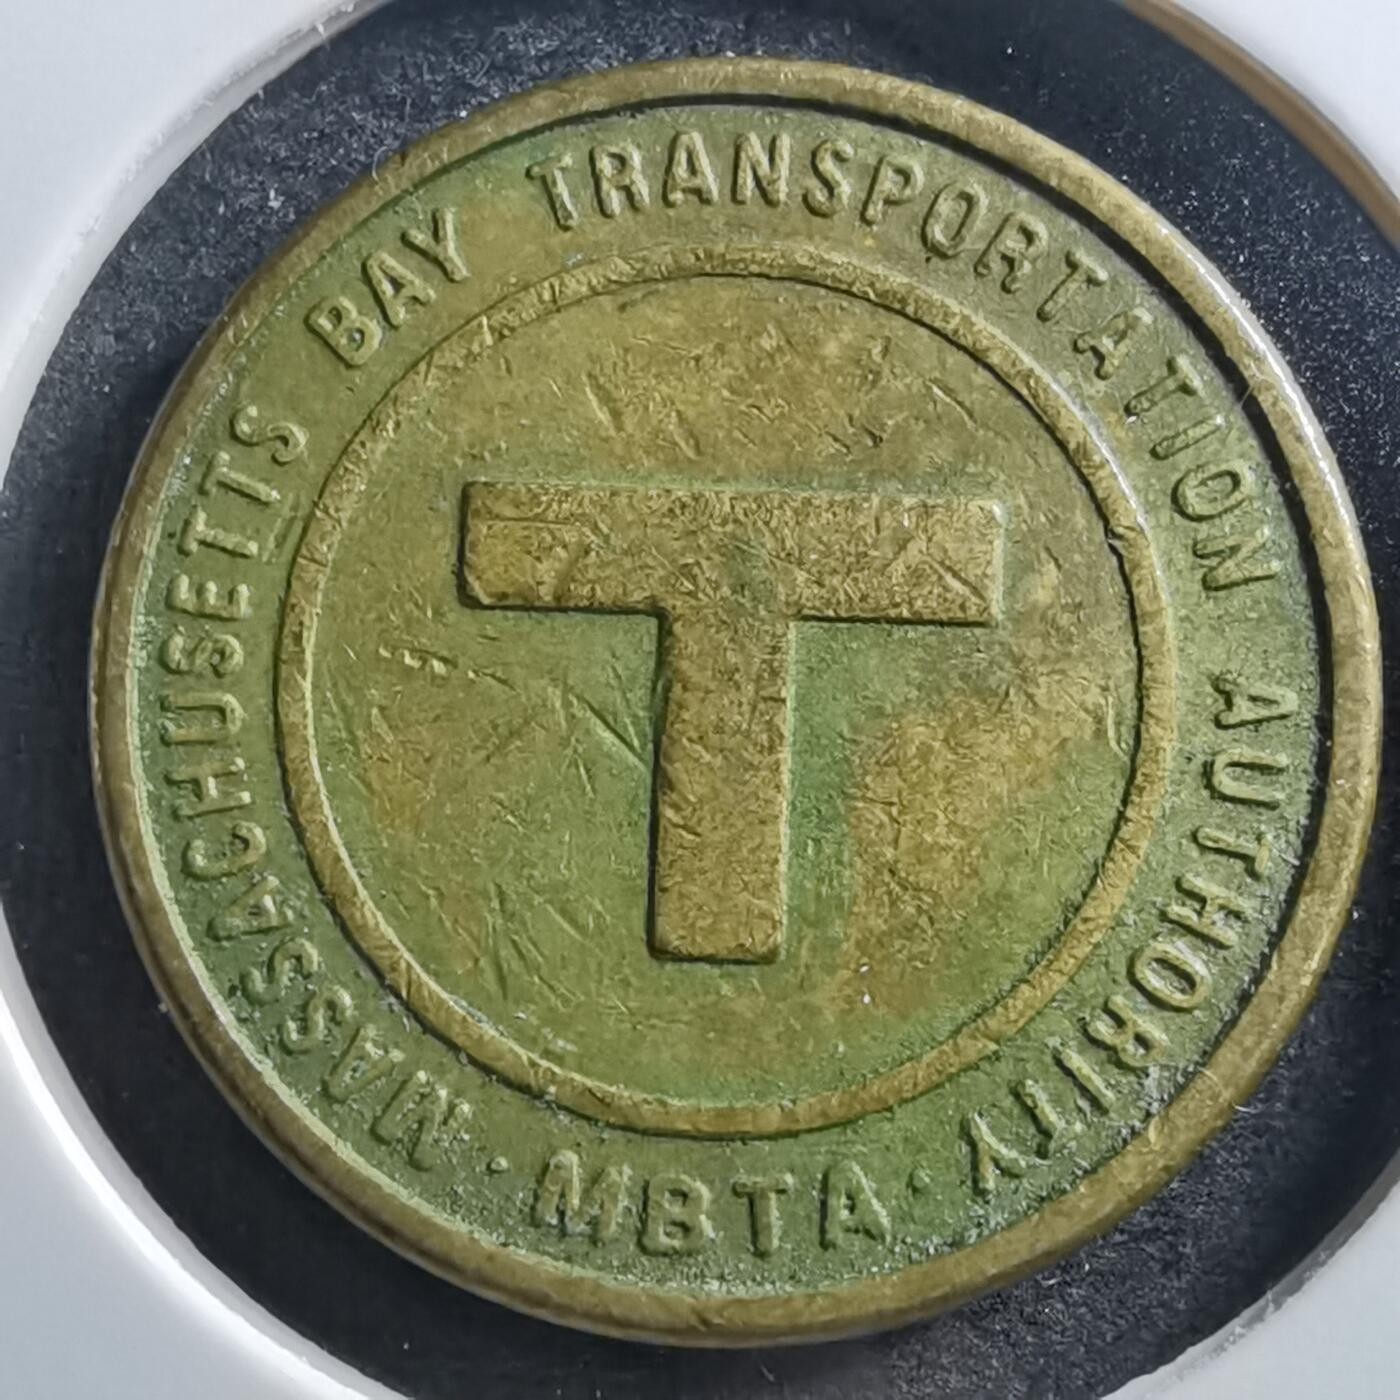 MASSACHUSETTS BAY TRANSPORTATION AUTHORITY
· MBTA ·
T